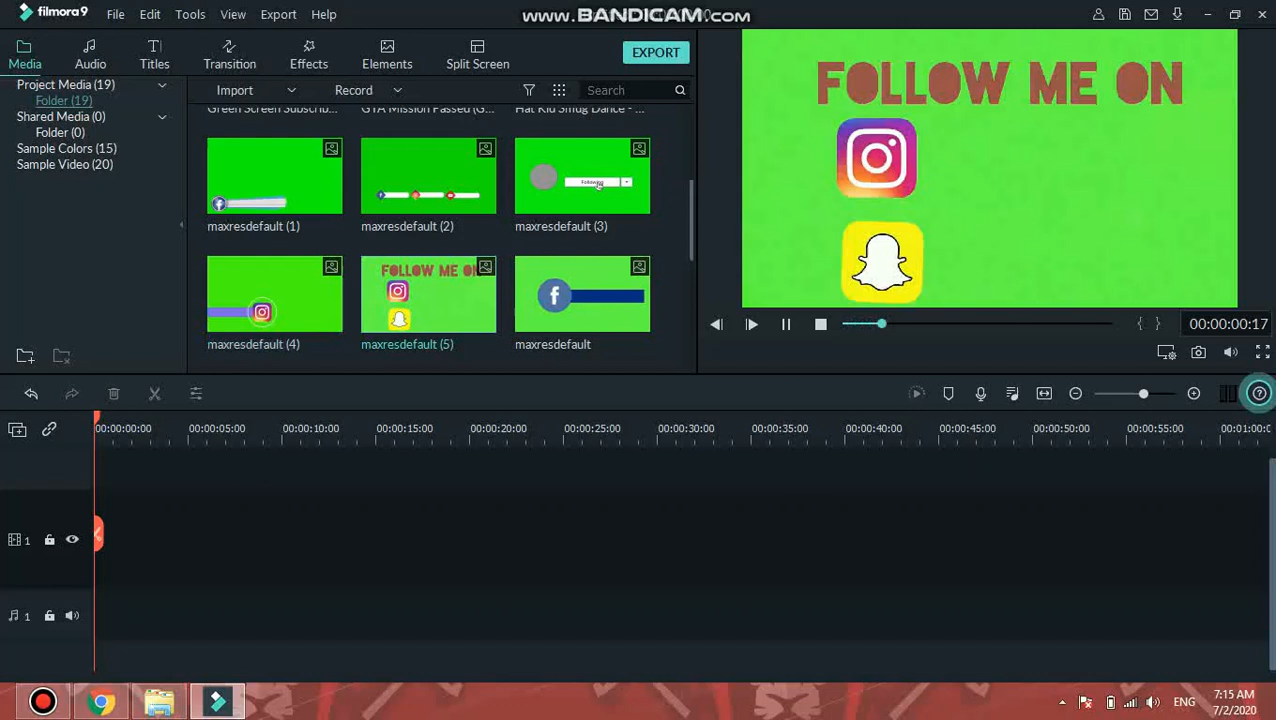 filmora9
File Edit Tools View Export Help
www.BANDICAM.com
Media Audio Titles Transition Effects Elements Split Screen
EXPORT
Project Media (19)
Folder (19)
Shared Media (0)
Folder (0)
Sample Colors (15)
Sample Video (20)
Import Record Search
Green Screen Subscrib... GTA Mission Passed (G... Hat Kid Smug Dance - ...
Following
maxresdefault (1) maxresdefault (2) maxresdefault (3)
FOLLOW ME ON
maxresdefault (4) maxresdefault (5) maxresdefault
FOLLOW ME ON
00:00:00:17
00:00:00:00 00:00:05:00 00:00:10:00 00:00:15:00 00:00:20:00 00:00:25:00 00:00:30:00 00:00:35:00 00:00:40:00 00:00:45:00 00:00:50:00 00:00:55:00 00:01:00:0
1
1
ENG
7:15 AM
7/2/2020